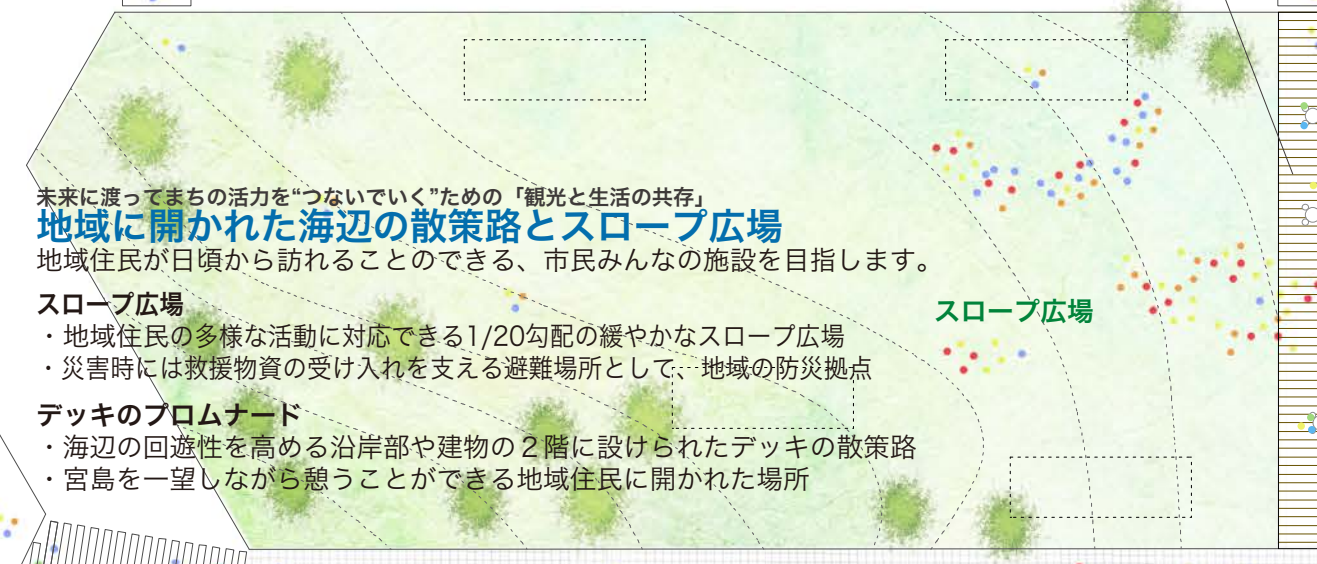 未来に渡ってまちの活力を“つないでいく”ための「観光と生活の共存」
地域に開かれた海辺の散策路とスロープ広場
地域住民が日頃から訪れることのできる、市民みんなの施設を目指します。
スロープ広場
・地域住民の多様な活動に対応できる1/20勾配の緩やかなスロープ広場
・災害時には救援物資の受け入れを支える避難場所として、地域の防災拠点
デッキのプロムナード
・海辺の回遊性を高める沿岸部や建物の２階に設けられたデッキの散策路
・宮島を一望しながら憩うことができる地域住民に開かれた場所
スロープ広場